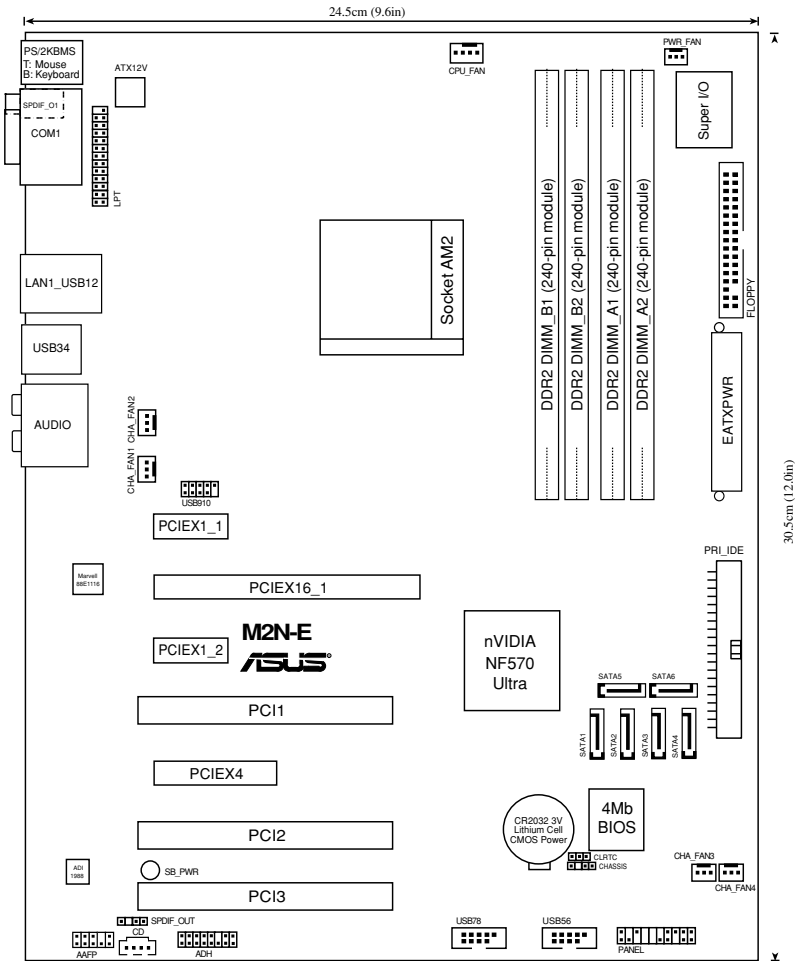 24.5cm (9.6in)
PS/2KBMS
T: Mouse
B: Keyboard
ATX12V
CPU_FAN
PWR_FAN
SPDIF_O1
COM1
LPT
Super I/O
FLOPPY
DDR2 DIMM_B1 (240-pin module)
DDR2 DIMM_B2 (240-pin module)
DDR2 DIMM_A1 (240-pin module)
DDR2 DIMM_A2 (240-pin module)
Socket AM2
LAN1_USB12
USB34
AUDIO
CHA_FAN2
CHA_FAN1
EATXPWR
30.5cm (12.0in)
USB910
PCIEX1_1
PRI_IDE
Marvell
88E1116
PCIEX16_1
M2N-E
ASUS
PCIEX1_2
nVIDIA
NF570
Ultra
SATA5
SATA6
PCI1
SATA1
SATA2
SATA3
SATA4
PCIEX4
CR2032 3V
Lithium Cell
CMOS Power
4Mb
BIOS
PCI2
CLRTC
CHASSIS
CHA_FAN3
CHA_FAN4
ADI
1988
SB_PWR
PCI3
SPDIF_OUT
CD
AAFP
ADH
USB78
USB56
PANEL